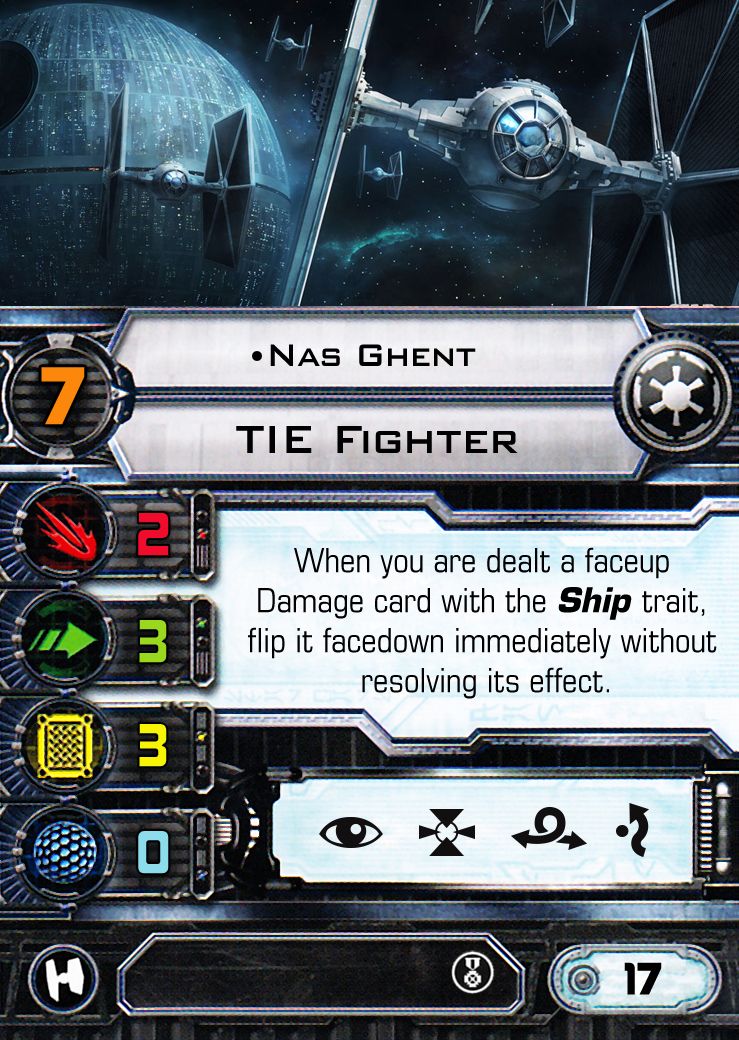 •Nas Ghent
7
TIE Fighter
2
When you are dealt a faceup
Damage card with the Ship trait,
flip it facedown immediately without
resolving its effect.
3
3
0
17